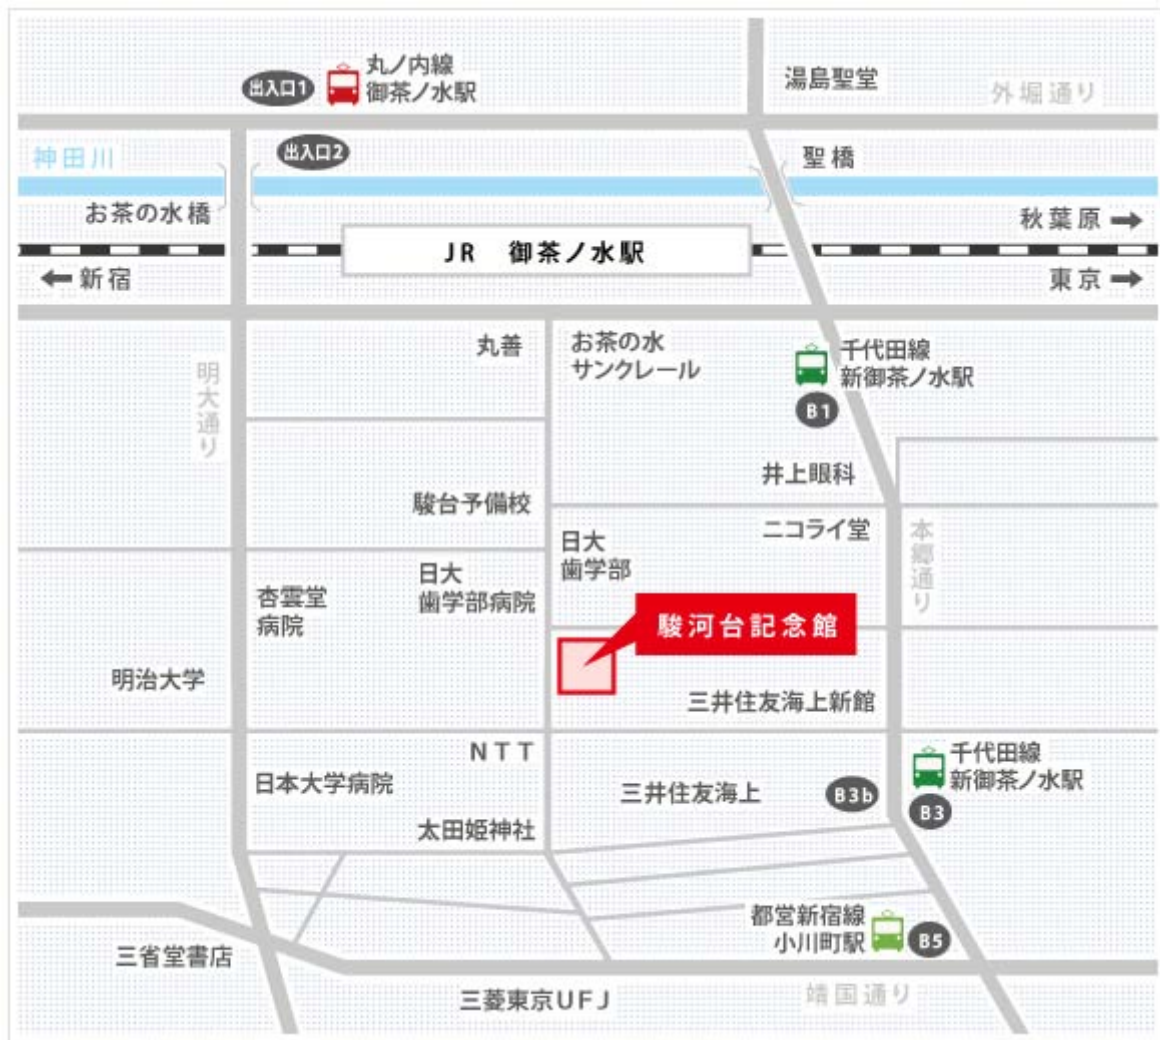 丸ノ内線
御茶ノ水駅
出入口1
湯島聖堂
外堀通り
神田川
出入口2
聖橋
お茶の水橋
秋葉原
JR 御茶ノ水駅
新宿
東京
丸善
お茶の水
サンクレール
千代田線
新御茶ノ水駅
B1
明大通り
井上眼科
駿台予備校
ニコライ堂
本郷通り
日大
歯学部
日大
歯学部病院
杏雲堂
病院
駿河台記念館
明治大学
三井住友海上新館
NTT
千代田線
新御茶ノ水駅
日本大学病院
三井住友海上
B3b
B3
太田姫神社
都営新宿線
小川町駅
B5
三省堂書店
三菱東京UFJ
靖国通り